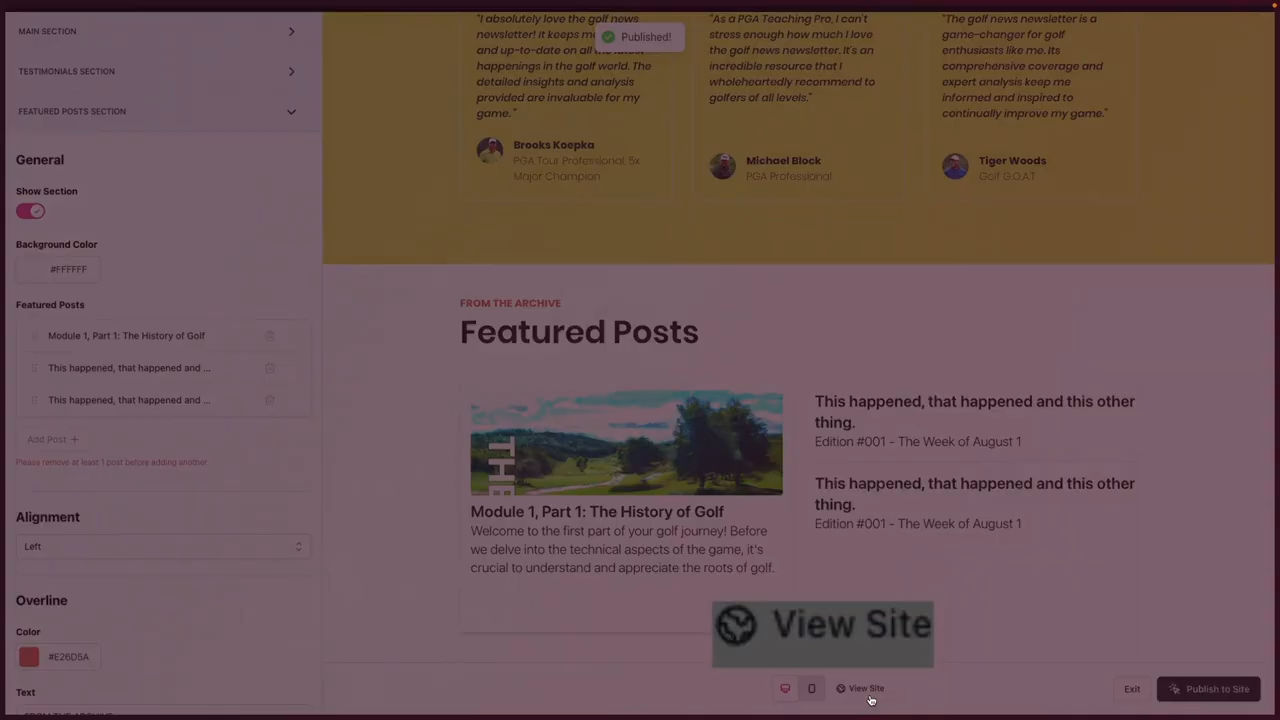 MAIN SECTION
TESTIMONIALS SECTION
FEATURED POSTS SECTION
General
Show Section
Background Color
#FFFFFF
Featured Posts
Module 1, Part 1: The History of Golf
This happened, that happened and ...
This happened, that happened and ...
Add Post +
Please remove at least 1 post before adding another
Alignment
Left
Overline
Color
#E26D5A
Text
Published!
"I absolutely love the golf news
newsletter! It keeps me
and up-to-date on all the latest
happenings in the golf world. The
detailed insights and analysis
provided are invaluable for my
game."
Brooks Koepka
PGA Tour Professional, 5x
Major Champion
"As a PGA Teaching Pro, I can't
stress enough how much I love
the golf news newsletter. It's an
incredible resource that I
wholeheartedly recommend to
golfers of all levels."
Michael Block
PGA Professional
"The golf news newsletter is a
game-changer for golf
enthusiasts like me. Its
comprehensive coverage and
expert analysis keep me
informed and inspired to
continually improve my game."
Tiger Woods
Golf G.O.A.T
FROM THE ARCHIVE
Featured Posts
THE
Module 1, Part 1: The History of Golf
Welcome to the first part of your golf journey! Before
we delve into the technical aspects of the game, it's
crucial to understand and appreciate the roots of golf.
This happened, that happened and this other
thing.
Edition #001 - The Week of August 1
This happened, that happened and this other
thing.
Edition #001 - The Week of August 1
View Site
View Site
Exit
Publish to Site